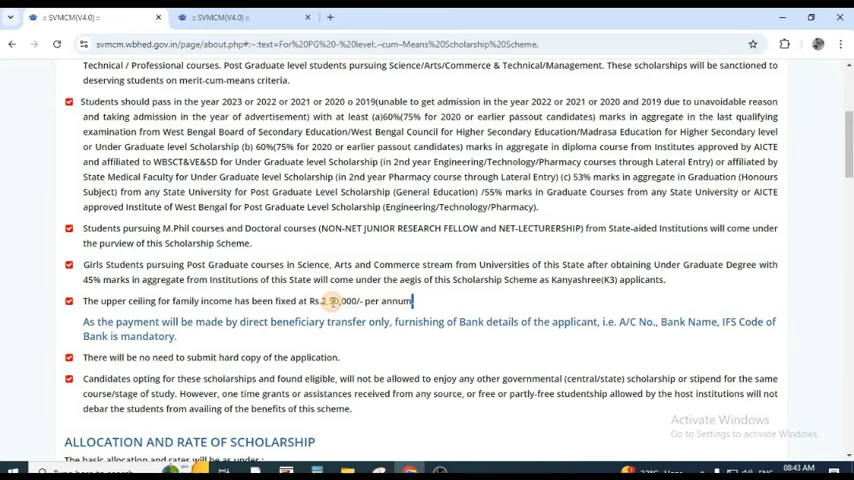 :: SVMCM(V4.0) ::
:: SVMCM(V4.0) ::
svmcm.wbhed.gov.in/page/about.php#:~:text=For%20PG%20-%20level:,–cum–Means%20Scholarship%20Scheme.
Technical / Professional courses. Post Graduate level students pursuing Science/Arts/Commerce & Technical/Management. These scholarships will be sanctioned to
deserving students on merit-cum-means criteria.
Students should pass in the year 2023 or 2022 or 2021 or 2020 o 2019(unable to get admission in the year 2022 or 2021 or 2020 and 2019 due to unavoidable reason
and taking admission in the year of advertisement) with at least (a)60%(75% for 2020 or earlier passout candidates) marks in aggregate in the last qualifying
examination from West Bengal Board of Secondary Education/West Bengal Council for Higher Secondary Education/Madrasa Education for Higher Secondary level
or Under Graduate level Scholarship (b) 60%(75% for 2020 or earlier passout candidates) marks in aggregate in diploma course from Institutes approved by AICTE
and affiliated to WBSCT&VE&SD for Under Graduate level Scholarship (in 2nd year Engineering/Technology/Pharmacy courses through Lateral Entry) or affiliated by
State Medical Faculty for Under Graduate level Scholarship (in 2nd year Pharmacy course through Lateral Entry) (c) 53% marks in aggregate in Graduation (Honours
Subject) from any State University for Post Graduate Level Scholarship (General Education) /55% marks in Graduate Courses from any State University or AICTE
approved Institute of West Bengal for Post Graduate Level Scholarship (Engineering/Technology/Pharmacy).
Students pursuing M.Phil courses and Doctoral courses (NON-NET JUNIOR RESEARCH FELLOW and NET-LECTURERSHIP) from State-aided Institutions will come under
the purview of this Scholarship Scheme.
Girls Students pursuing Post Graduate courses in Science, Arts and Commerce stream from Universities of this State after obtaining Under Graduate Degree with
45% marks in aggregate from Institutions of this State will come under the aegis of this Scholarship Scheme as Kanyashree(K3) applicants.
The upper ceiling for family income has been fixed at Rs.2,50,000/- per annum.
As the payment will be made by direct beneficiary transfer only, furnishing of Bank details of the applicant, i.e. A/C No., Bank Name, IFS Code of
Bank is mandatory.
There will be no need to submit hard copy of the application.
Candidates opting for these scholarships and found eligible, will not be allowed to enjoy any other governmental (central/state) scholarship or stipend for the same
course/stage of study. However, one time grants or assistances received from any source, or free or partly-free studentship allowed by the host institutions will not
debar the students from availing of the benefits of this scheme.
Activate Windows
Go to Settings to activate Windows.
ALLOCATION AND RATE OF SCHOLARSHIP
The basic allocation and rates will be as under :
Type here to search
ENG
08:43 AM